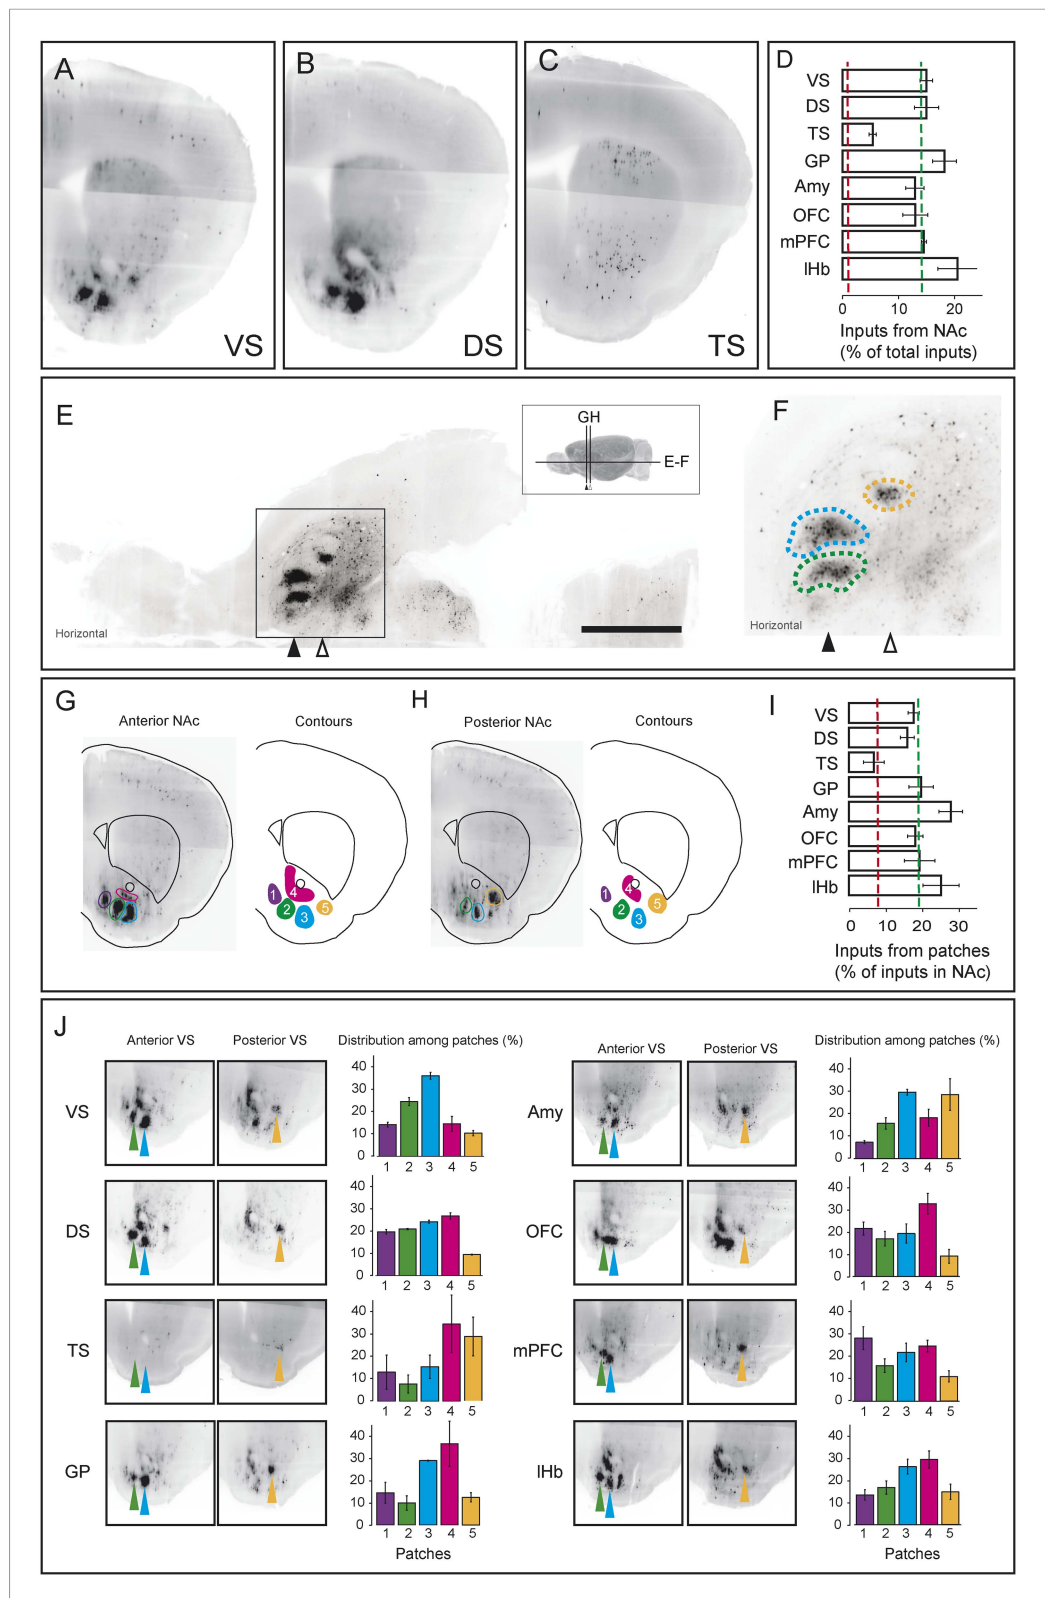 A
VS
B
DS
C
TS
D
VS
DS
TS
GP
Amy
OFC
mPFC
lHb
0 10 20
Inputs from NAc
(% of total inputs)
E
GH
E-F
Horizontal
F
Horizontal
G
Anterior NAc
Contours
1
2
3
4
5
H
Posterior NAc
Contours
1
2
3
4
5
I
VS
DS
TS
GP
Amy
OFC
mPFC
lHb
0 10 20 30
Inputs from patches
(% of inputs in NAc)
J
Anterior VS
Posterior VS
Distribution among patches (%)
VS
40
30
20
10
0
1 2 3 4 5
DS
40
30
20
10
0
1 2 3 4 5
TS
40
30
20
10
0
1 2 3 4 5
GP
40
30
20
10
0
1 2 3 4 5
Patches
Anterior VS
Posterior VS
Distribution among patches (%)
Amy
40
30
20
10
0
1 2 3 4 5
OFC
40
30
20
10
0
1 2 3 4 5
mPFC
40
30
20
10
0
1 2 3 4 5
lHb
40
30
20
10
0
1 2 3 4 5
Patches